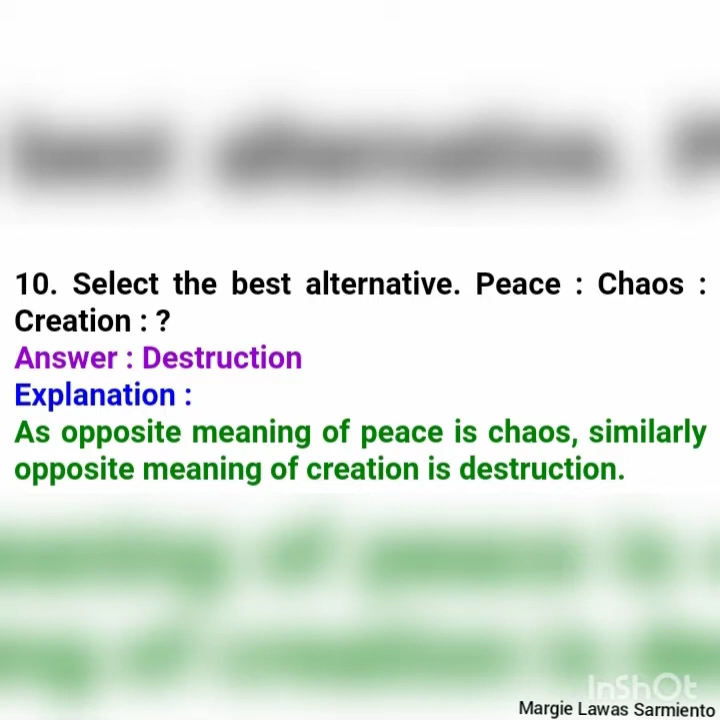 10. Select the best alternative. Peace : Chaos :
Creation : ?
Answer : Destruction
Explanation :
As opposite meaning of peace is chaos, similarly
opposite meaning of creation is destruction.
InShOt
Margie Lawas Sarmiento